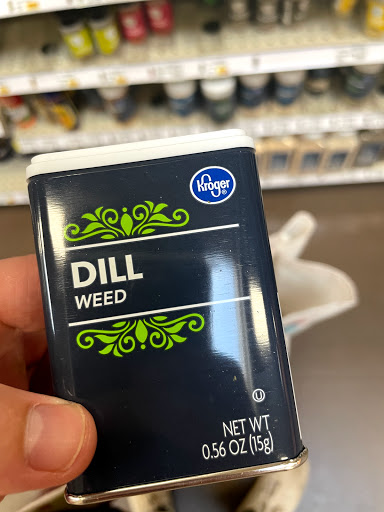 Kroger
DILL
WEED
U
NET WT
0.56 OZ (15g)